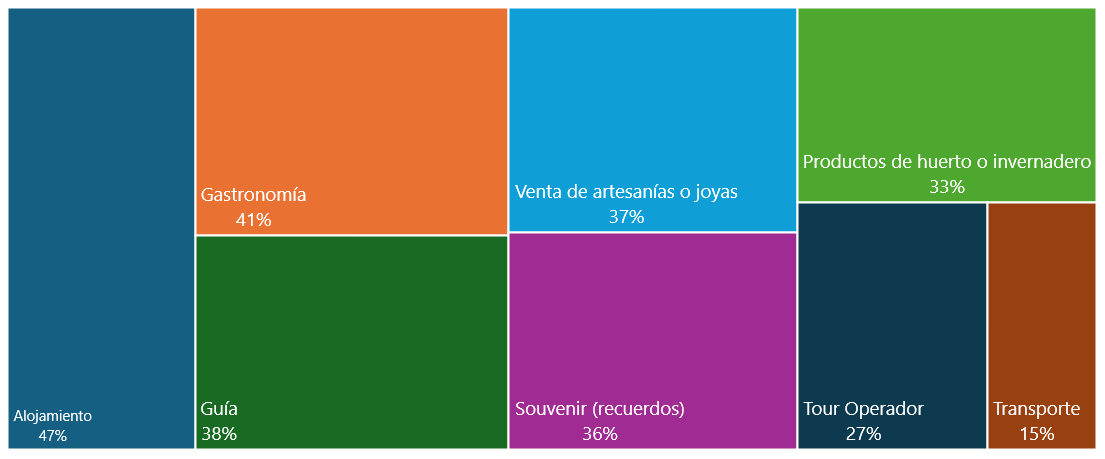 Alojamiento
47%
Gastronomía
41%
Guía
38%
Venta de artesanías o joyas
37%
Souvenir (recuerdos)
36%
Productos de huerto o invernadero
33%
Tour Operador
27%
Transporte
15%